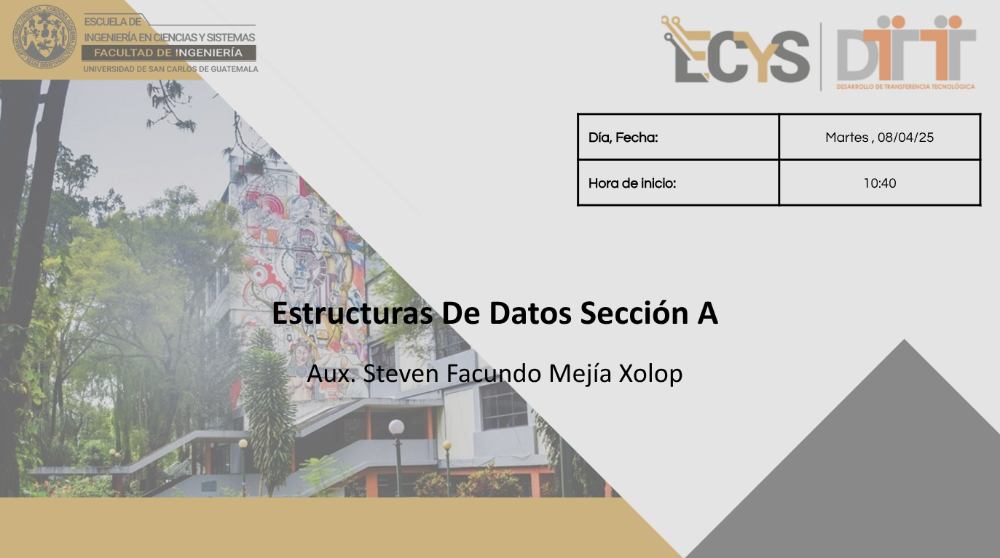 ESCUELA DE
INGENIERÍA EN CIENCIAS Y SISTEMAS
FACULTAD DE INGENIERÍA
UNIVERSIDAD DE SAN CARLOS DE GUATEMALA
ECYS
DTT
DESARROLLO DE TRANSFERENCIA TECNOLÓGICA
Día, Fecha: Martes , 08/04/25
Hora de inicio: 10:40
Estructuras De Datos Sección A
Aux. Steven Facundo Mejía Xolop